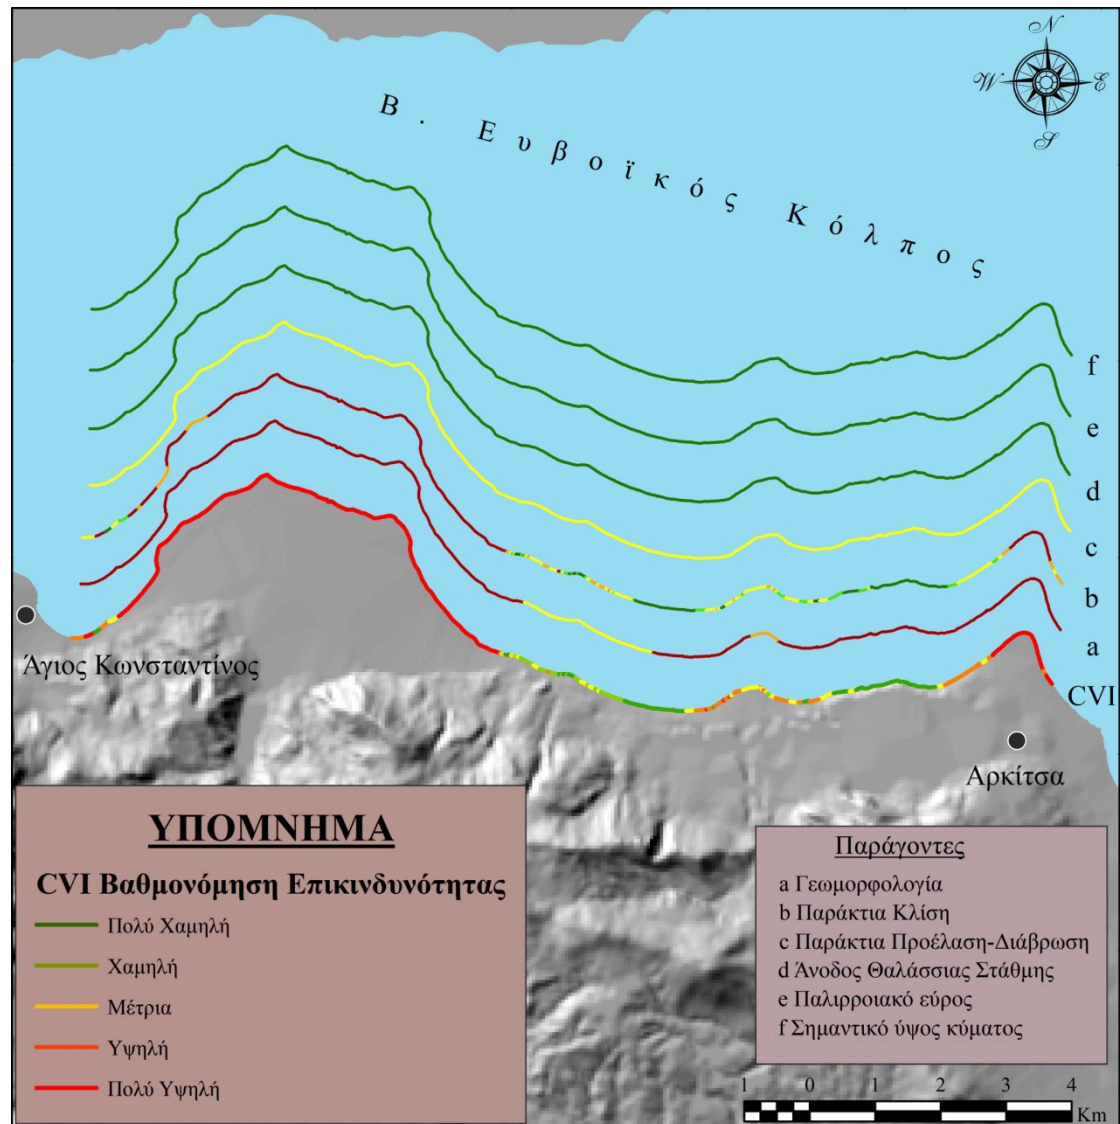 N
W E
S
Β. Ευβοϊκός Κόλπος
f
e
d
c
b
a
CVI
Άγιος Κωνσταντίνος
Αρκίτσα
ΥΠΟΜΝΗΜΑ
CVI Βαθμονόμηση Επικινδυνότητας
Πολύ Χαμηλή
Χαμηλή
Μέτρια
Υψηλή
Πολύ Υψηλή
Παράγοντες
a Γεωμορφολογία
b Παράκτια Κλίση
c Παράκτια Προέλαση-Διάβρωση
d Άνοδος Θαλάσσιας Στάθμης
e Παλιρροιακό εύρος
f Σημαντικό ύψος κύματος
1 0 1 2 3 4
Km